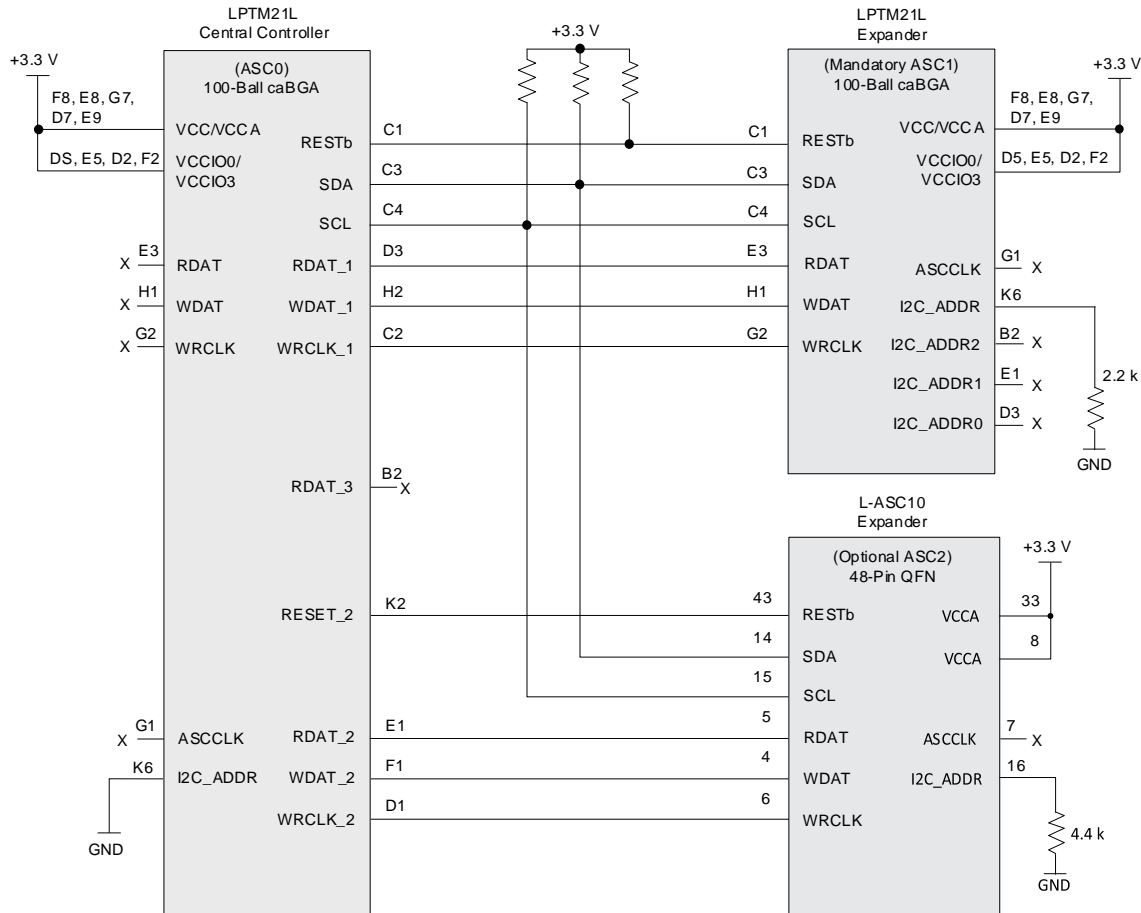 LPTM21L
Central Controller
(ASC0)
100-Ball caBGA
+3.3 V
F8, E8, G7,
D7, E9
VCC/VCCA
DS, E5, D2, F2
VCCIO0/
VCCIO3
RESTb
C1
SDA
C3
SCL
C4
E3
X
RDAT
RDAT_1
D3
H1
X
WDAT
WDAT_1
H2
G2
X
WRCLK
WRCLK_1
C2
RDAT_3
B2
X
RESET_2
K2
G1
X
ASCCLK
RDAT_2
E1
K6
I2C_ADDR
WDAT_2
F1
WRCLK_2
D1
GND
+3.3 V
LPTM21L
Expander
(Mandatory ASC1)
100-Ball caBGA
+3.3 V
F8, E8, G7,
D7, E9
VCC/VCCA
D5, E5, D2, F2
VCCIO0/
VCCIO3
C1
RESTb
C3
SDA
C4
SCL
E3
RDAT
ASCCLK
G1
X
H1
WDAT
I2C_ADDR
K6
G2
WRCLK
I2C_ADDR2
B2
X
I2C_ADDR1
E1
X
2.2 k
I2C_ADDR0
D3
X
GND
L-ASC10
Expander
(Optional ASC2)
48-Pin QFN
+3.3 V
43
RESTb
VCCA
33
14
SDA
VCCA
8
15
SCL
5
RDAT
ASCCLK
7
X
4
WDAT
I2C_ADDR
16
6
WRCLK
4.4 k
GND